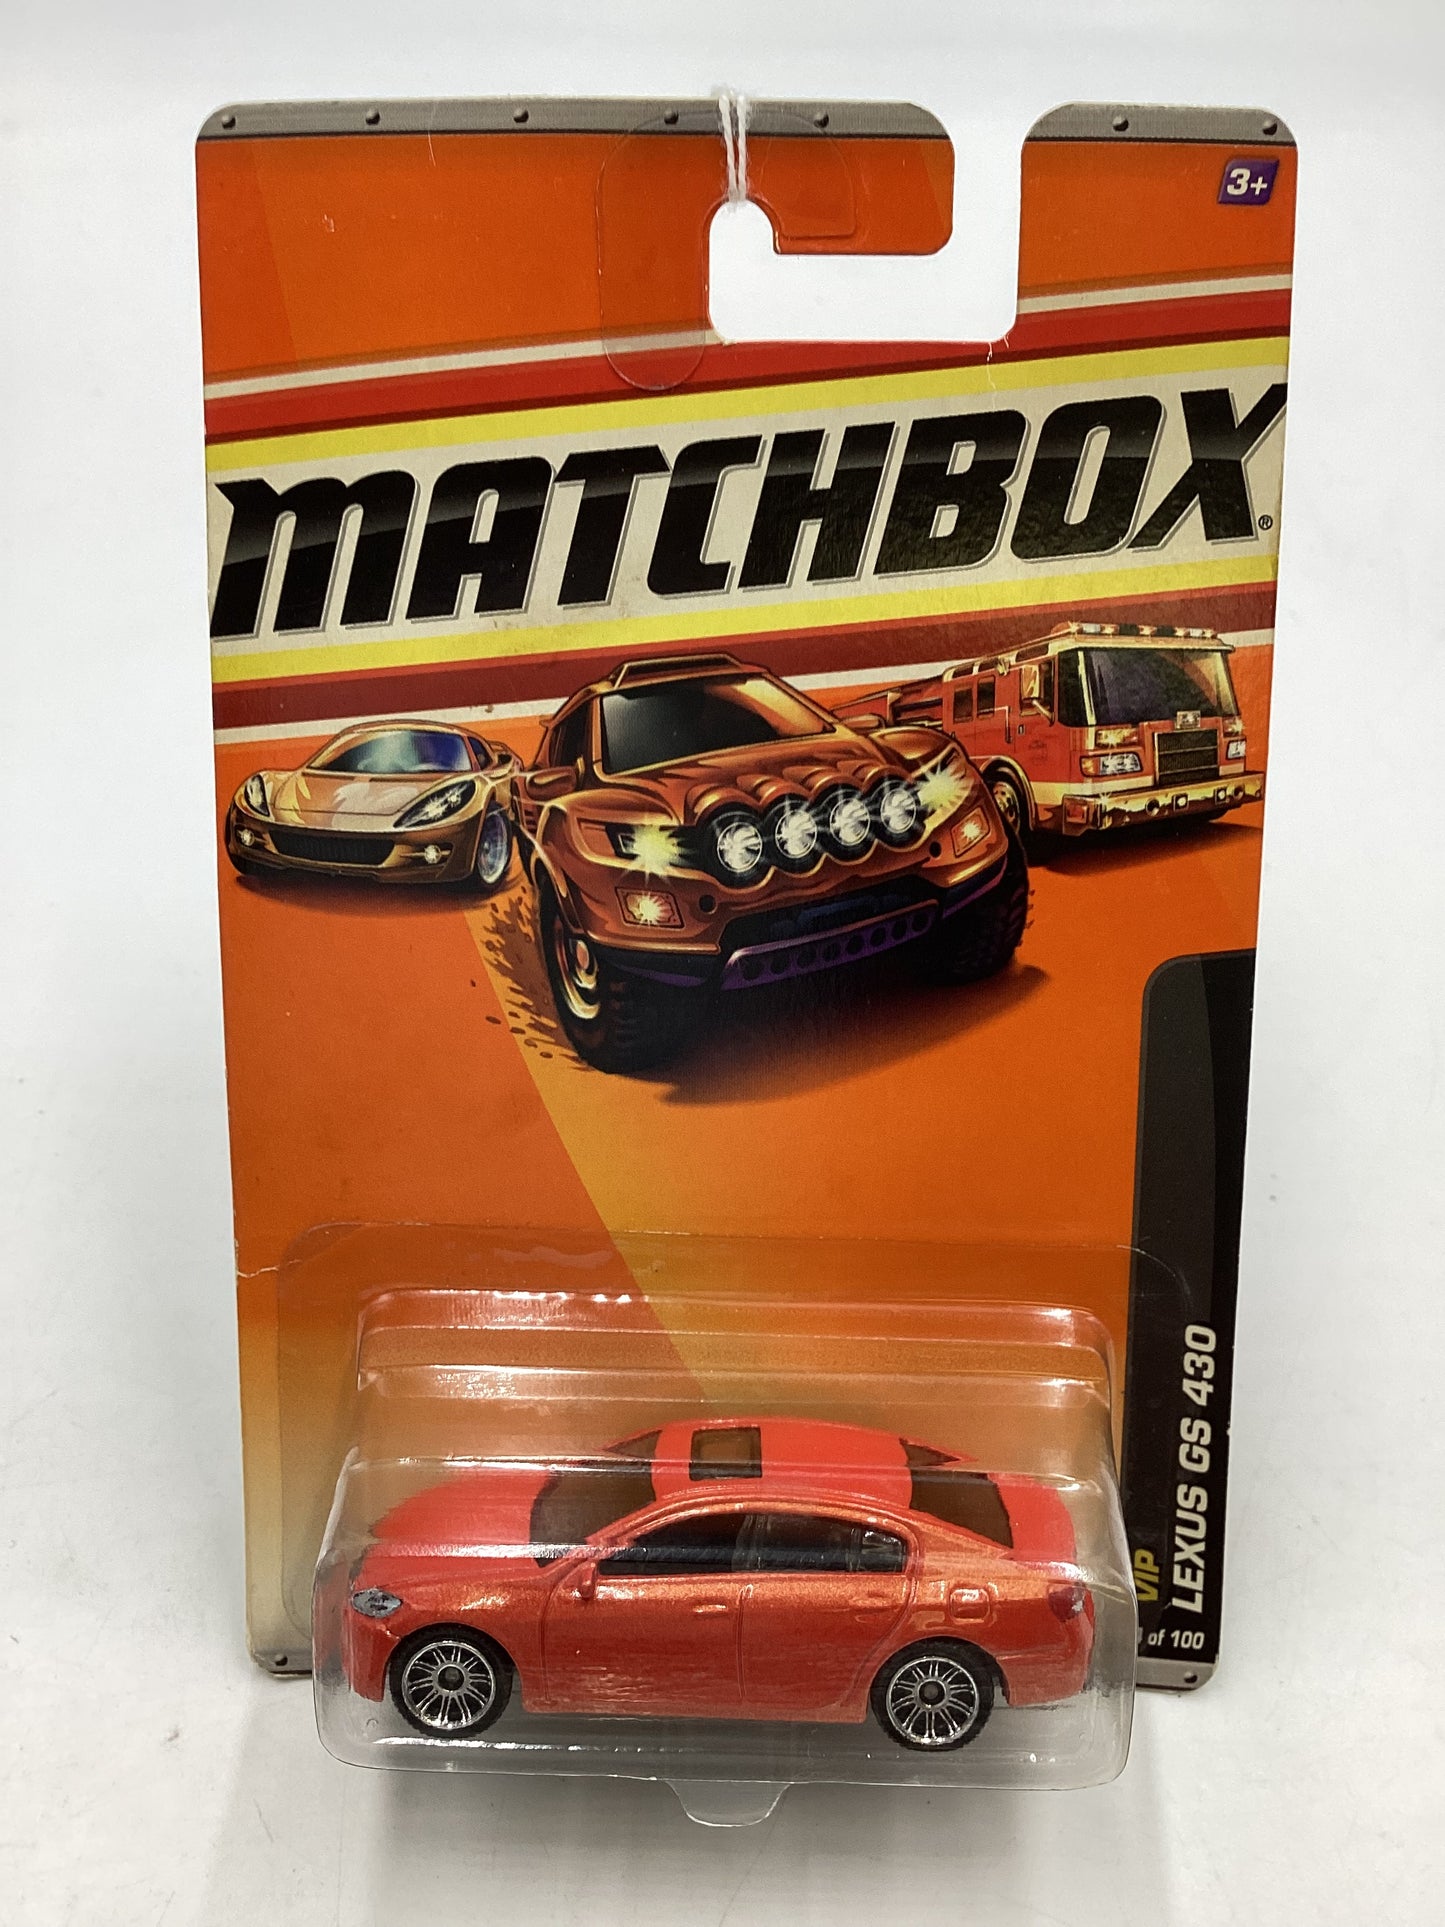 3+
MATCHBOX®
VIP
LEXUS GS 430
of 100